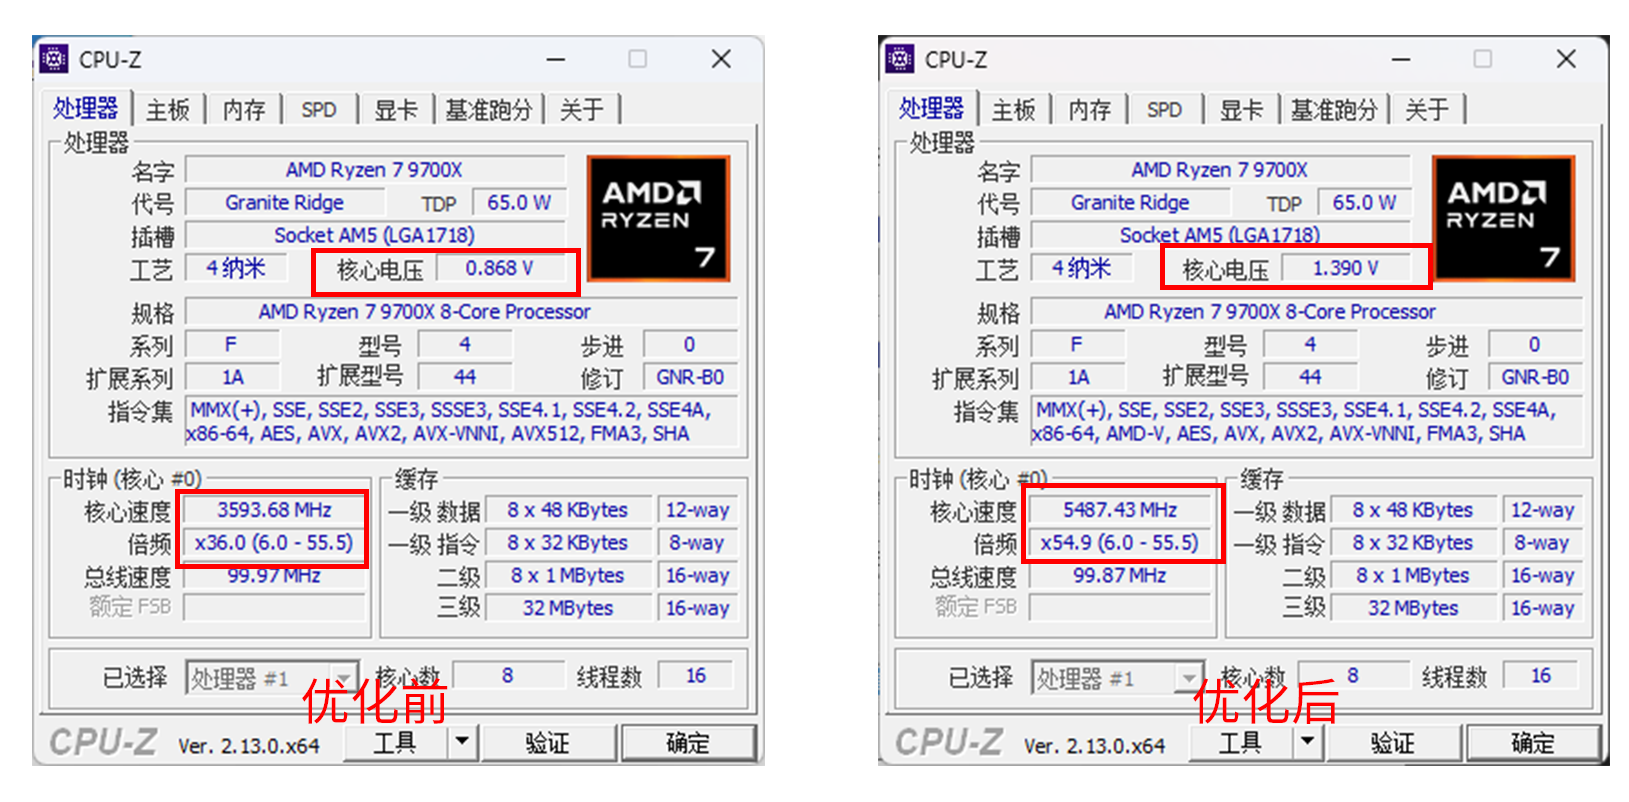 CPU-Z
处理器 主板 内存 SPD 显卡 基准跑分 关于
处理器
名字 AMD Ryzen 7 9700X
代号 Granite Ridge TDP 65.0 W
插槽 Socket AM5 (LGA1718)
工艺 4 纳米 核心电压 0.868 V
AMD
RYZEN
7
规格 AMD Ryzen 7 9700X 8-Core Processor
系列 F 型号 4 步进 0
扩展系列 1A 扩展型号 44 修订 GNR-B0
指令集 MMX(+), SSE, SSE2, SSE3, SSSE3, SSE4.1, SSE4.2, SSE4A,
x86-64, AES, AVX, AVX2, AVX-VNNI, AVX512, FMA3, SHA
时钟 (核心 #0)
核心速度 3593.68 MHz
倍频 x36.0 (6.0 - 55.5)
总线速度 99.97 MHz
额定 FSB
缓存
一级 数据 8 x 48 KBytes 12-way
一级 指令 8 x 32 KBytes 8-way
二级 8 x 1 MBytes 16-way
三级 32 MBytes 16-way
已选择 处理器 #1 核心数 8 线程数 16
优化前
CPU-Z Ver. 2.13.0.x64 工具 验证 确定
CPU-Z
处理器 主板 内存 SPD 显卡 基准跑分 关于
处理器
名字 AMD Ryzen 7 9700X
代号 Granite Ridge TDP 65.0 W
插槽 Socket AM5 (LGA1718)
工艺 4 纳米 核心电压 1.390 V
AMD
RYZEN
7
规格 AMD Ryzen 7 9700X 8-Core Processor
系列 F 型号 4 步进 0
扩展系列 1A 扩展型号 44 修订 GNR-B0
指令集 MMX(+), SSE, SSE2, SSE3, SSSE3, SSE4.1, SSE4.2, SSE4A,
x86-64, AMD-V, AES, AVX, AVX2, AVX-VNNI, FMA3, SHA
时钟 (核心 #0)
核心速度 5487.43 MHz
倍频 x54.9 (6.0 - 55.5)
总线速度 99.87 MHz
额定 FSB
缓存
一级 数据 8 x 48 KBytes 12-way
一级 指令 8 x 32 KBytes 8-way
二级 8 x 1 MBytes 16-way
三级 32 MBytes 16-way
已选择 处理器 #1 核心数 8 线程数 16
优化后
CPU-Z Ver. 2.13.0.x64 工具 验证 确定